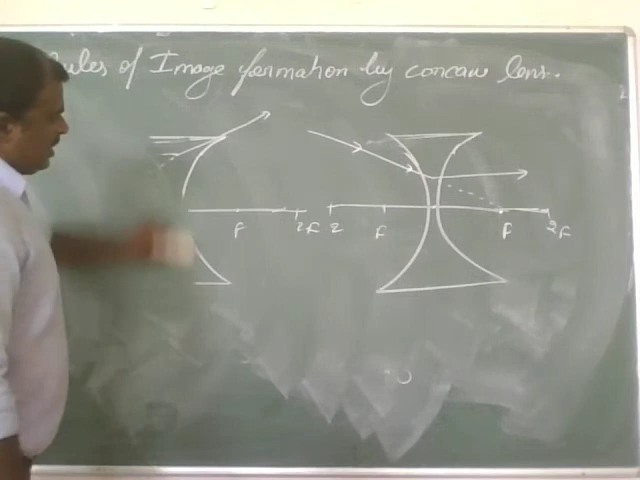 Rules of Image formation by concave lens.
F 2F 2 F F 2F